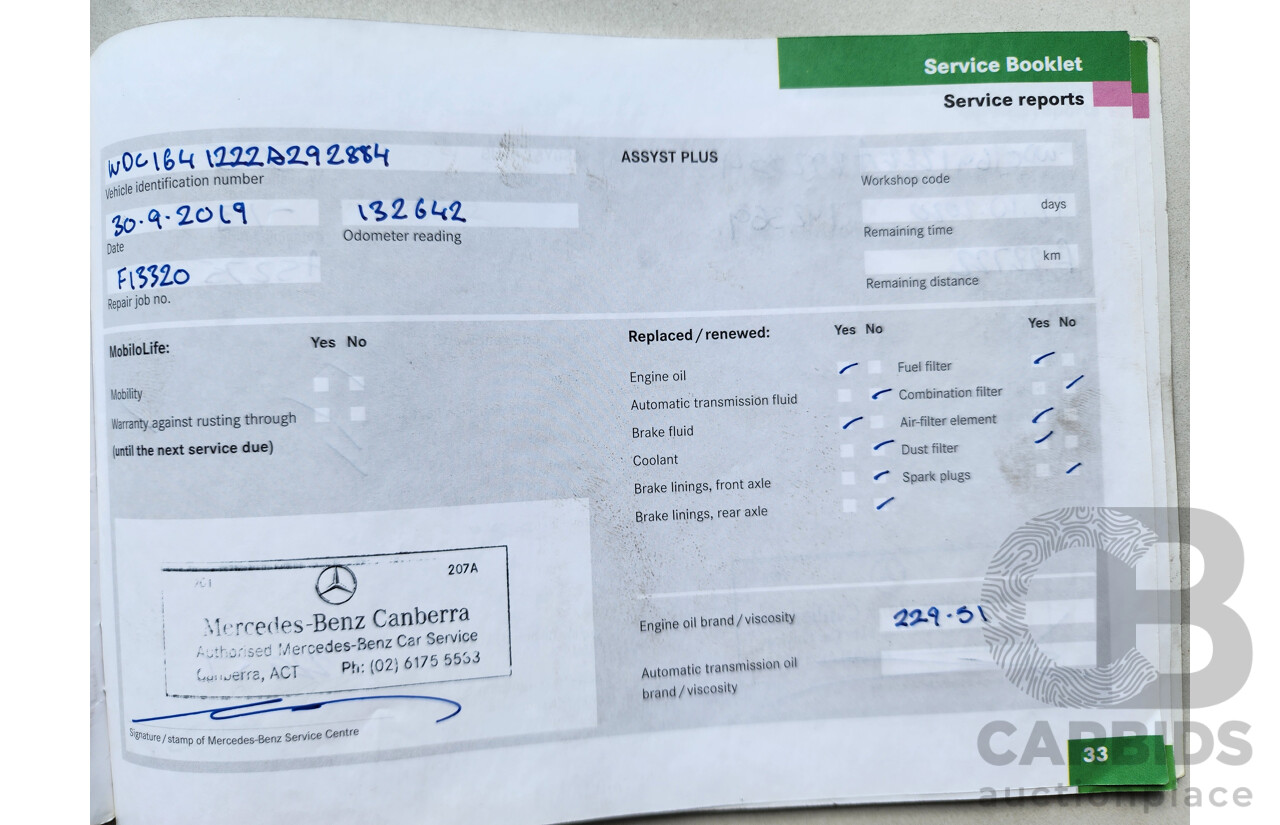 Service Booklet
Service reports
WDC164 1222A292884
Vehicle identification number
30.9.2019
Date
132642
Odometer reading
F13320
Repair job no.
ASSYST PLUS
Workshop code
days
Remaining time
km
Remaining distance
MobiloLife: Yes No
Mobility
Warranty against rusting through
(until the next service due)
Replaced / renewed: Yes No
Engine oil
Automatic transmission fluid
Brake fluid
Coolant
Brake linings, front axle
Brake linings, rear axle
Yes No
Fuel filter
Combination filter
Air-filter element
Dust filter
Spark plugs
207A
Mercedes-Benz Canberra
Authorised Mercedes-Benz Car Service
Canberra, ACT Ph: (02) 6175 5533
Signature / stamp of Mercedes-Benz Service Centre
Engine oil brand / viscosity 229.51
Automatic transmission oil
brand / viscosity
33
CARBIDS
auctionplace